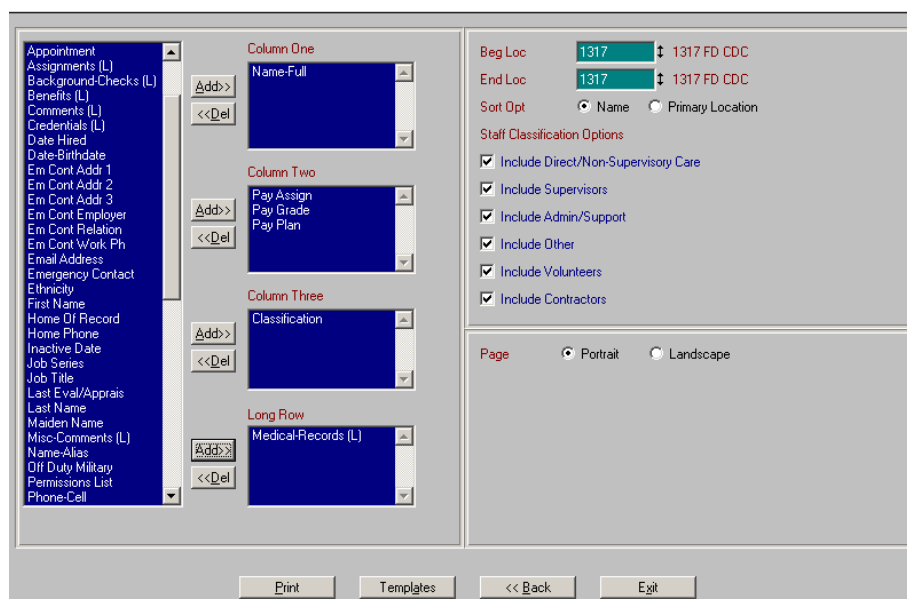 Appointment
Assignments (L)
Background-Checks (L)
Benefits (L)
Comments (L)
Credentials (L)
Date Hired
Date-Birthdate
Em Cont Addr 1
Em Cont Addr 2
Em Cont Addr 3
Em Cont Employer
Em Cont Relation
Em Cont Work Ph
Email Address
Emergency Contact
Ethnicity
First Name
Home Of Record
Home Phone
Inactive Date
Job Series
Job Title
Last Eval/Apprais
Last Name
Maiden Name
Misc-Comments (L)
Name-Alias
Off Duty Military
Permissions List
Phone-Cell
Column One
Add>>
<<Del
Name-Full
Column Two
Add>>
<<Del
Pay Assign
Pay Grade
Pay Plan
Column Three
Add>>
<<Del
Classification
Long Row
Add>>
<<Del
Medical-Records (L)
Beg Loc 1317 1317 FD CDC
End Loc 1317 1317 FD CDC
Sort Opt Name Primary Location
Staff Classification Options
Include Direct/Non-Supervisory Care
Include Supervisors
Include Admin/Support
Include Other
Include Volunteers
Include Contractors
Page Portrait Landscape
Print Templates << Back Exit